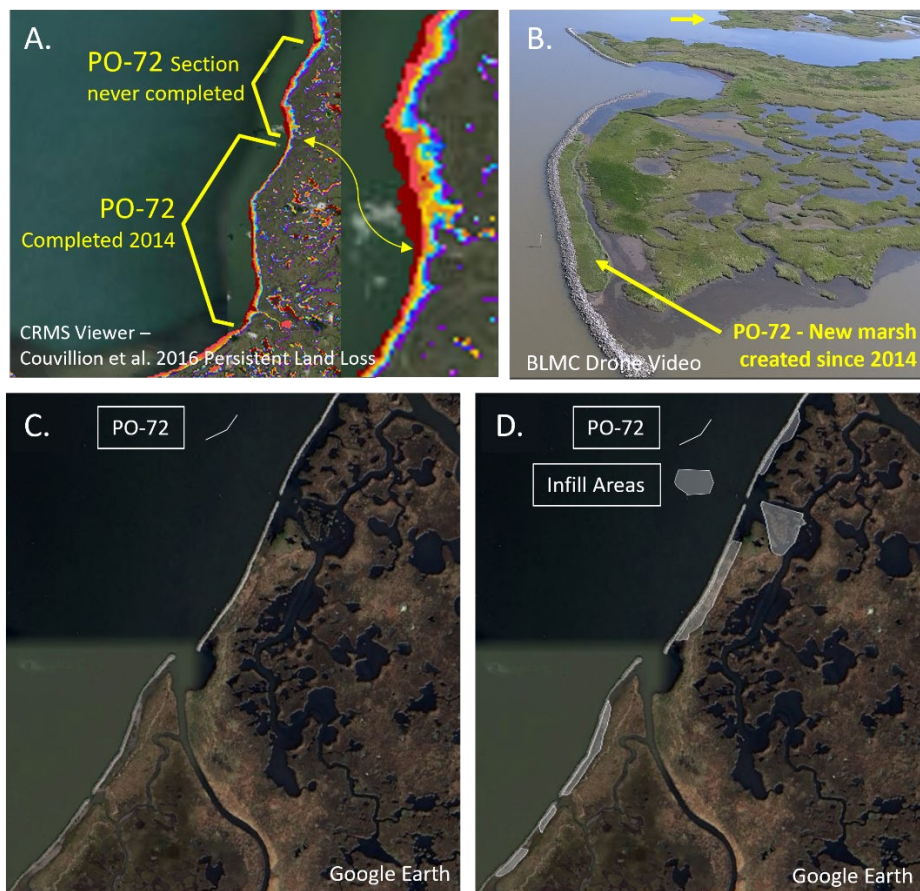 A.
PO-72 Section
never completed
PO-72
Completed 2014
CRMS Viewer –
Couvillion et al. 2016 Persistent Land Loss
B.
PO-72 - New marsh
created since 2014
BLMC Drone Video
C.
PO-72
Google Earth
D.
PO-72
Infill Areas
Google Earth